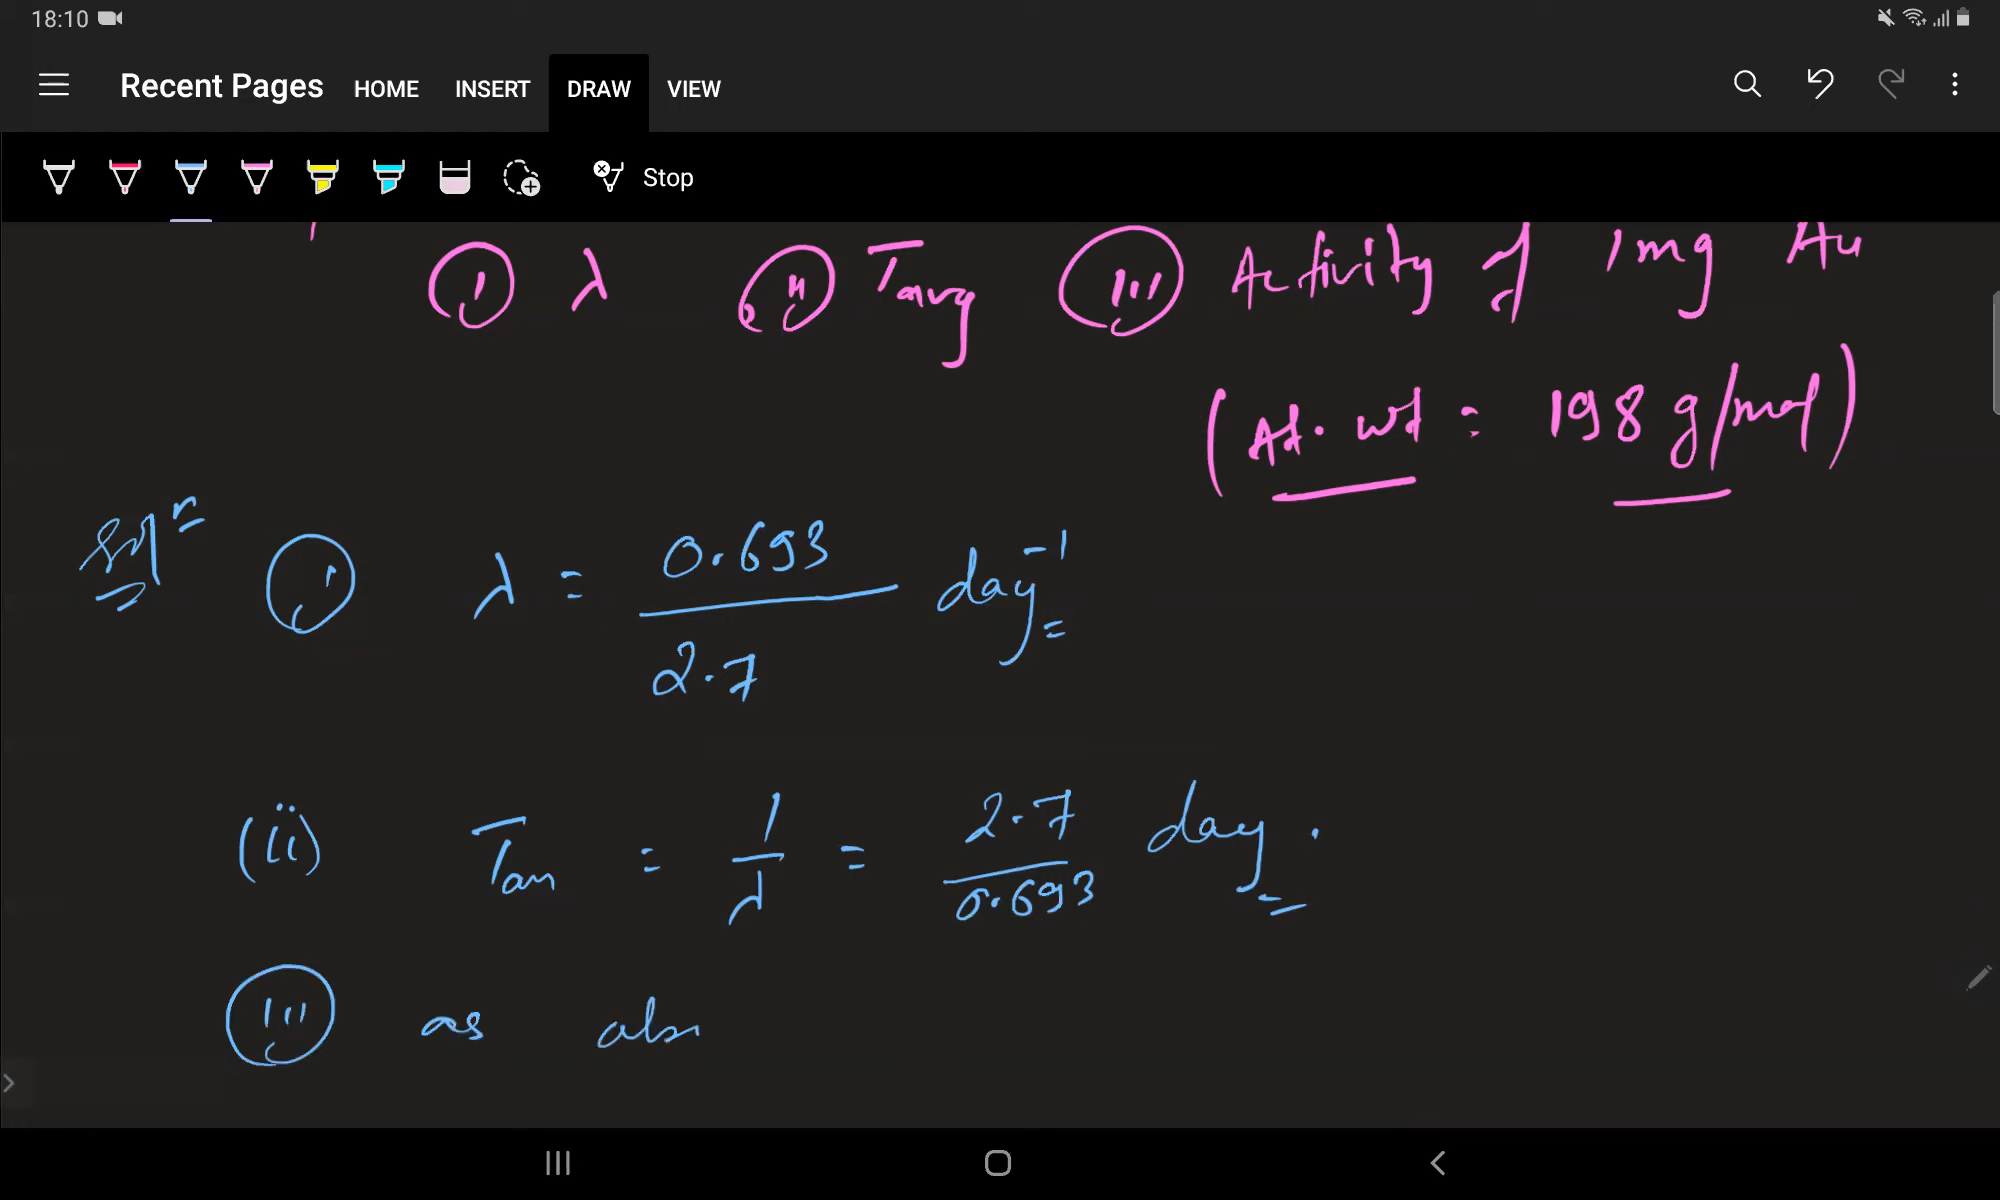 18:10
Recent Pages HOME INSERT DRAW VIEW
Stop
(i) λ (ii) Tavg (iii) Activity of 1mg Au
(At. wt = 198 g/mol)
Solⁿ (i) λ = 0.693 / 2.7 day⁻¹
(ii) Tav = 1/λ = 2.7 / 0.693 day.
(iii) as abv